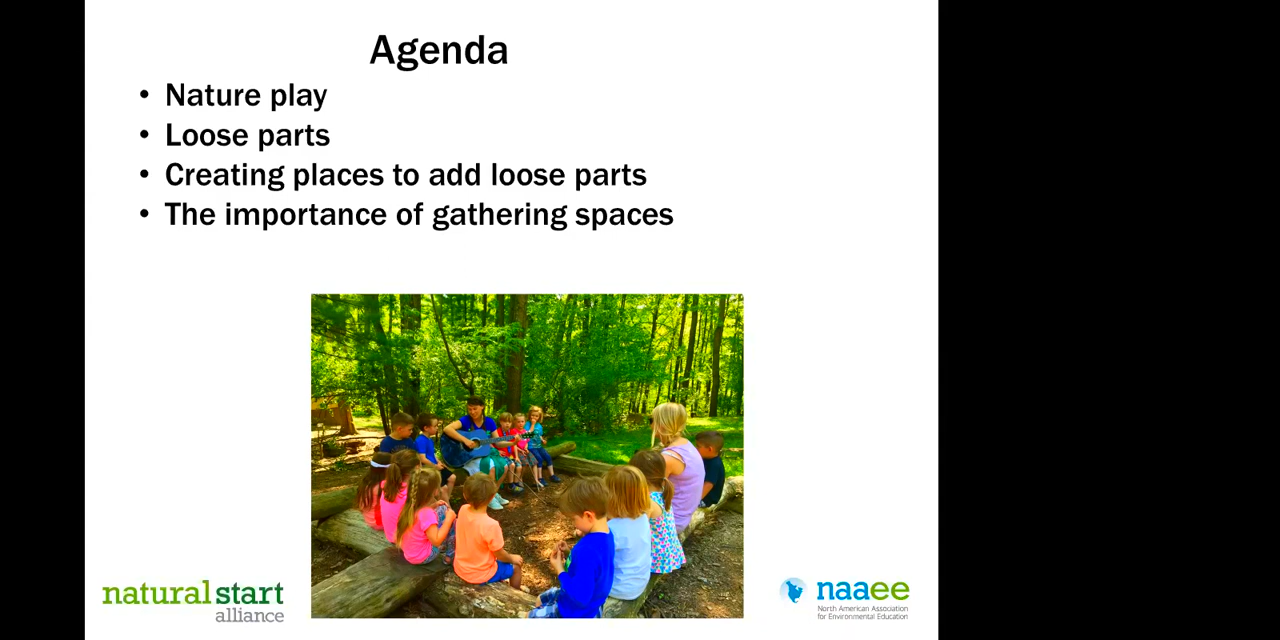 Agenda
• Nature play
• Loose parts
• Creating places to add loose parts
• The importance of gathering spaces
natural start
alliance
naaee
North American Association
for Environmental Education